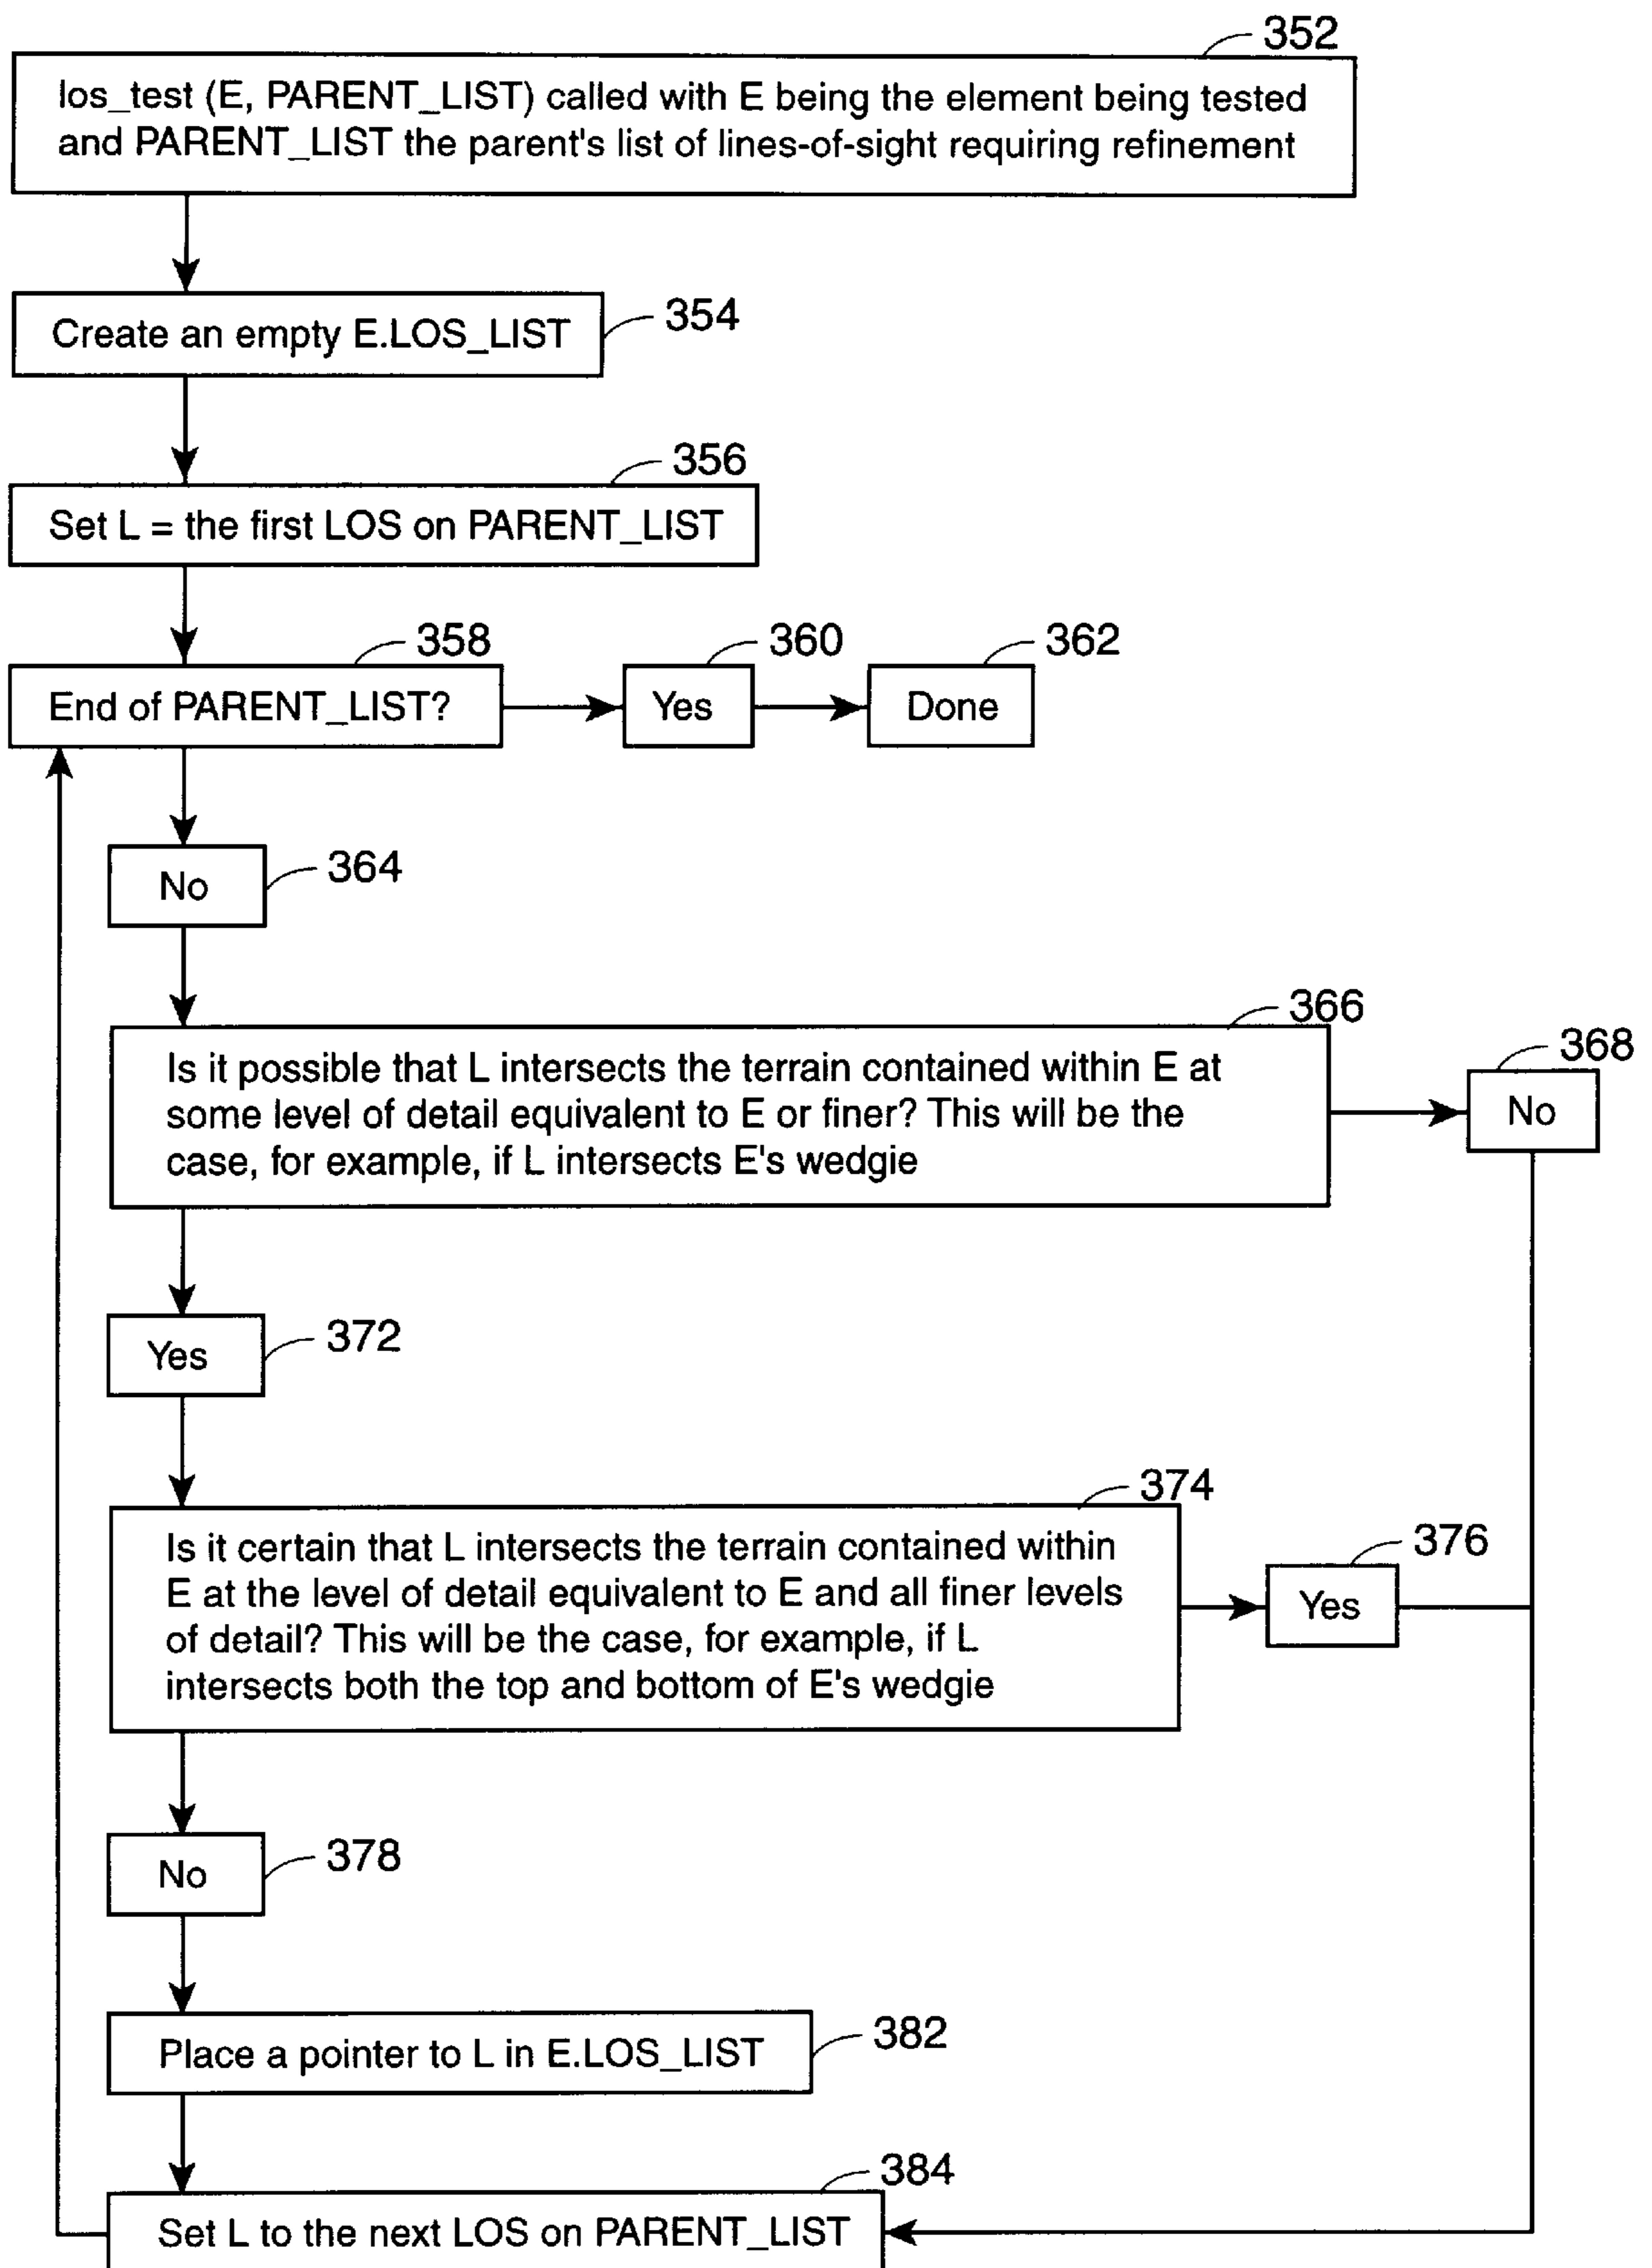 352
los_test (E, PARENT_LIST) called with E being the element being tested
and PARENT_LIST the parent's list of lines-of-sight requiring refinement
Create an empty E.LOS_LIST
354
356
Set L = the first LOS on PARENT_LIST
358
360
362
End of PARENT_LIST?
Yes
Done
No
364
366
368
Is it possible that L intersects the terrain contained within E at
some level of detail equivalent to E or finer? This will be the
case, for example, if L intersects E's wedgie
No
Yes
372
374
376
Is it certain that L intersects the terrain contained within
E at the level of detail equivalent to E and all finer levels
of detail? This will be the case, for example, if L
intersects both the top and bottom of E's wedgie
Yes
No
378
Place a pointer to L in E.LOS_LIST
382
384
Set L to the next LOS on PARENT_LIST